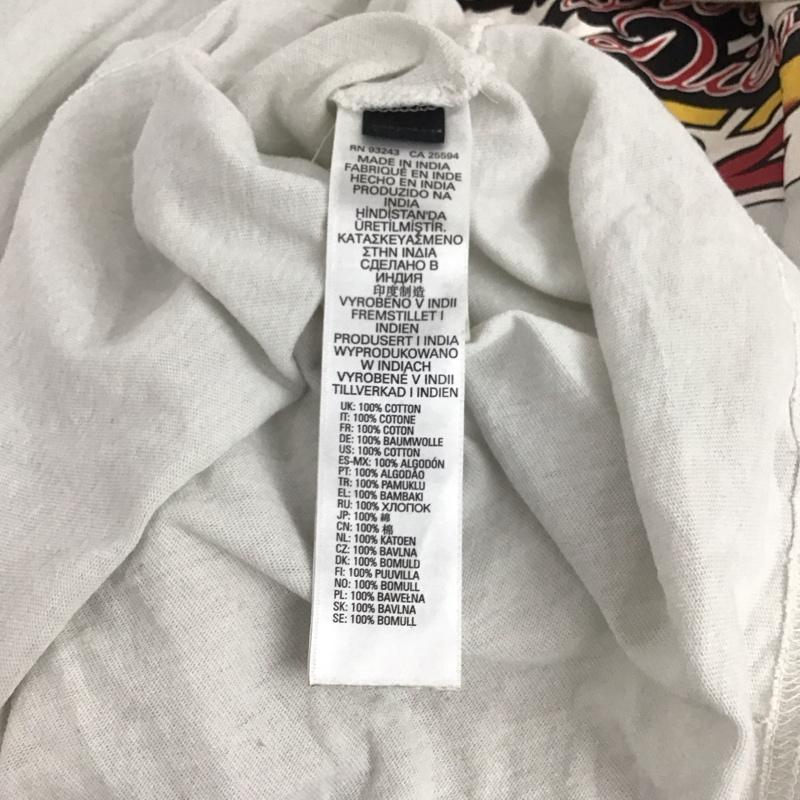 RN 93243 CA 25594
MADE IN INDIA
FABRIQUÉ EN INDE
HECHO EN INDIA
PRODUZIDO NA
INDIA
HİNDİSTAN'DA
ÜRETİLMİŞTİR.
ΚΑΤΑΣΚΕΥΑΣΜΕΝΟ
ΣΤΗΝ ΙΝΔΙΑ
СДЕЛАНО В
ИНДИЯ
印度制造
VYROBENO V INDII
FREMSTILLET I
INDIEN
PRODUSERT I INDIA
WYPRODUKOWANO
W INDIACH
VYROBENÉ V INDII
TILLVERKAD I INDIEN
UK: 100% COTTON
IT: 100% COTONE
FR: 100% COTON
DE: 100% BAUMWOLLE
US: 100% COTTON
ES-MX: 100% ALGODÓN
PT: 100% ALGODÃO
TR: 100% PAMUKLU
EL: 100% ΒΑΜΒΑΚΙ
RU: 100% ХЛОПОК
JP: 100% 綿
CN: 100% 棉
NL: 100% KATOEN
CZ: 100% BAVLNA
DK: 100% BOMULD
FI: 100% PUUVILLA
NO: 100% BOMULL
PL: 100% BAWEŁNA
SK: 100% BAVLNA
SE: 100% BOMULL